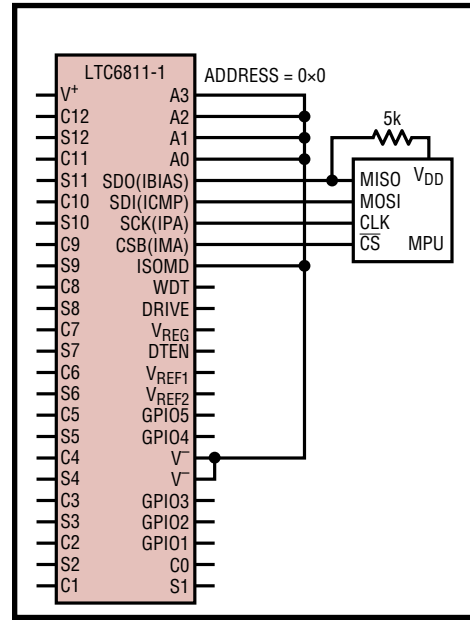 LTC6811-1
ADDRESS = 0×0
V+ A3
C12 A2
S12 A1
C11 A0
S11 SDO(IBIAS)
C10 SDI(ICMP)
S10 SCK(IPA)
C9 CSB(IMA)
S9 ISOMD
C8 WDT
S8 DRIVE
C7 VREG
S7 DTEN
C6 VREF1
S6 VREF2
C5 GPIO5
S5 GPIO4
C4 V–
S4 V–
C3 GPIO3
S3 GPIO2
C2 GPIO1
S2 C0
C1 S1
5k
MISO VDD
MOSI
CLK
CS MPU